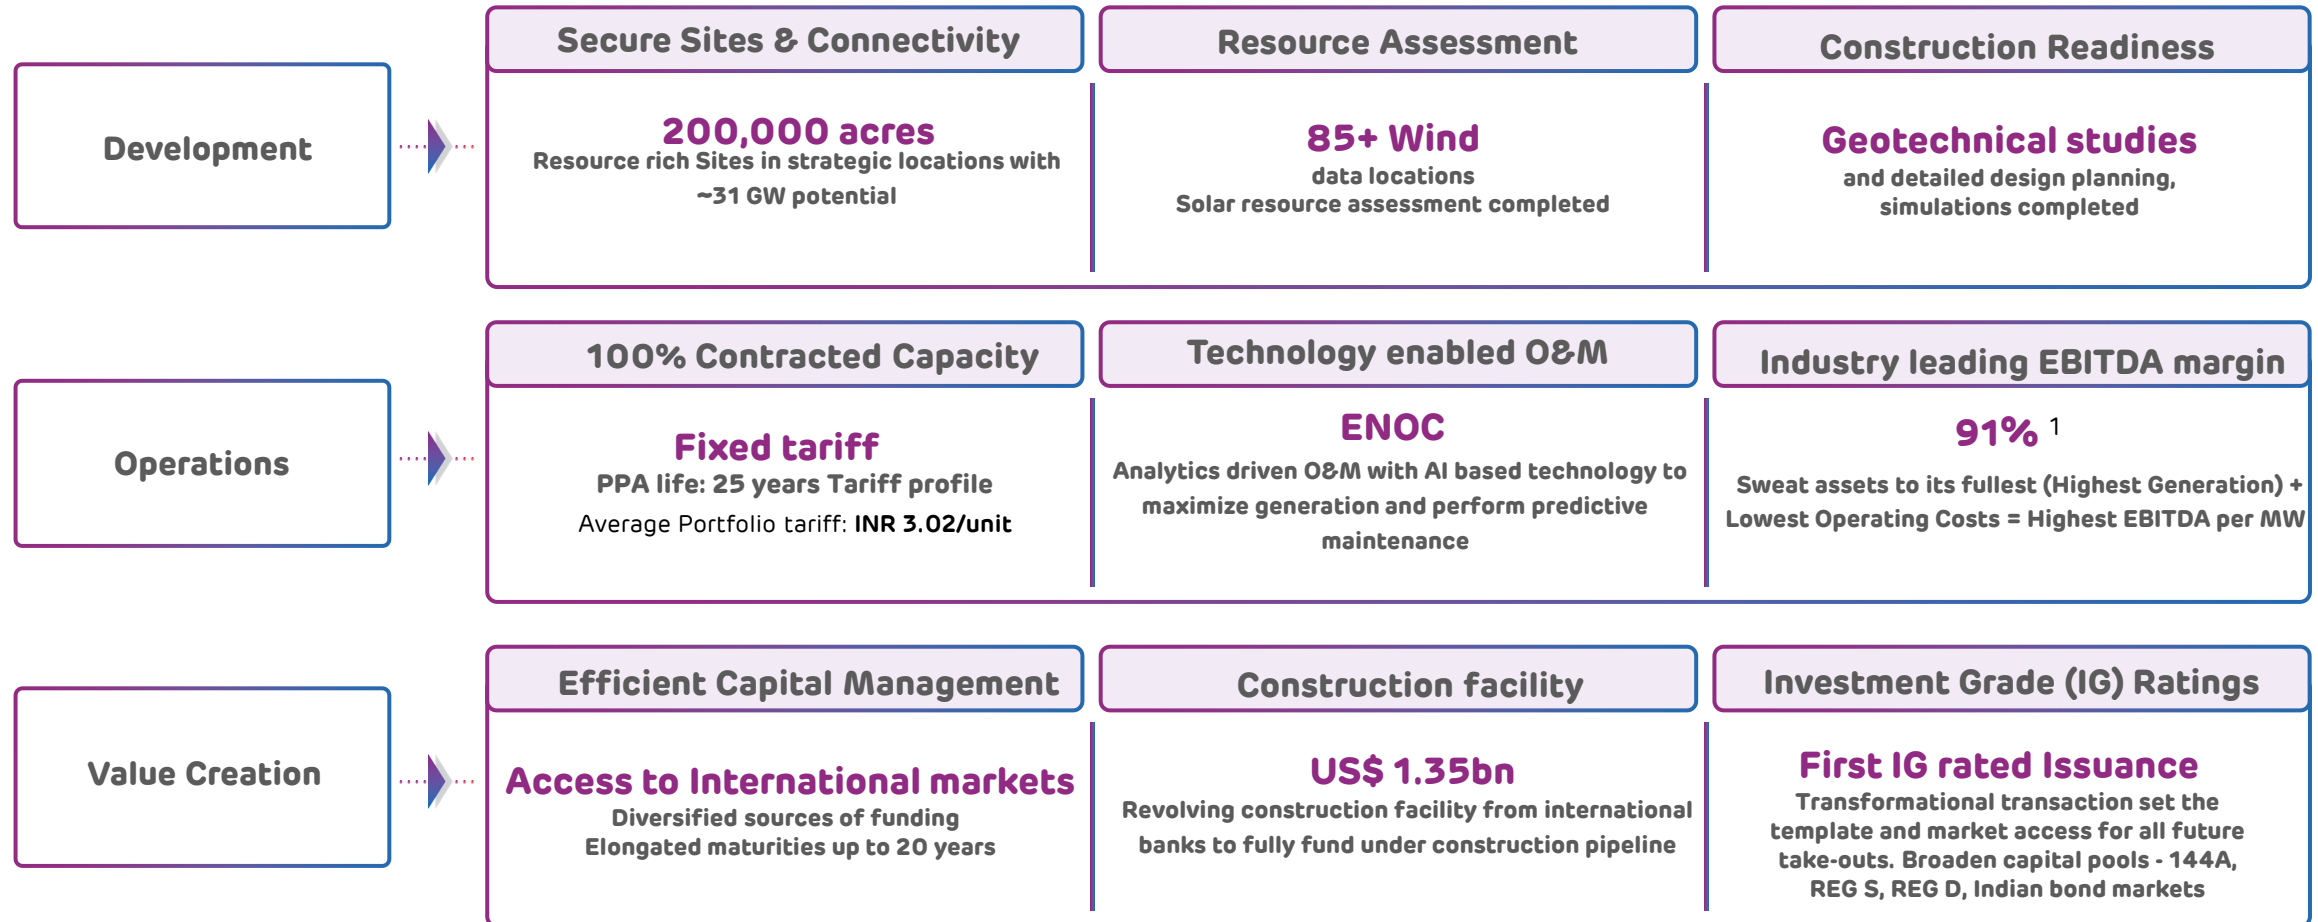 Development
Secure Sites & Connectivity
200,000 acres
Resource rich Sites in strategic locations with
~31 GW potential
Resource Assessment
85+ Wind
data locations
Solar resource assessment completed
Construction Readiness
Geotechnical studies
and detailed design planning,
simulations completed
Operations
100% Contracted Capacity
Fixed tariff
PPA life: 25 years Tariff profile
Average Portfolio tariff: INR 3.02/unit
Technology enabled O&M
ENOC
Analytics driven O&M with AI based technology to
maximize generation and perform predictive
maintenance
Industry leading EBITDA margin
91% 1
Sweat assets to its fullest (Highest Generation) +
Lowest Operating Costs = Highest EBITDA per MW
Value Creation
Efficient Capital Management
Access to International markets
Diversified sources of funding
Elongated maturities up to 20 years
Construction facility
US$ 1.35bn
Revolving construction facility from international
banks to fully fund under construction pipeline
Investment Grade (IG) Ratings
First IG rated Issuance
Transformational transaction set the
template and market access for all future
take-outs. Broaden capital pools - 144A,
REG S, REG D, Indian bond markets